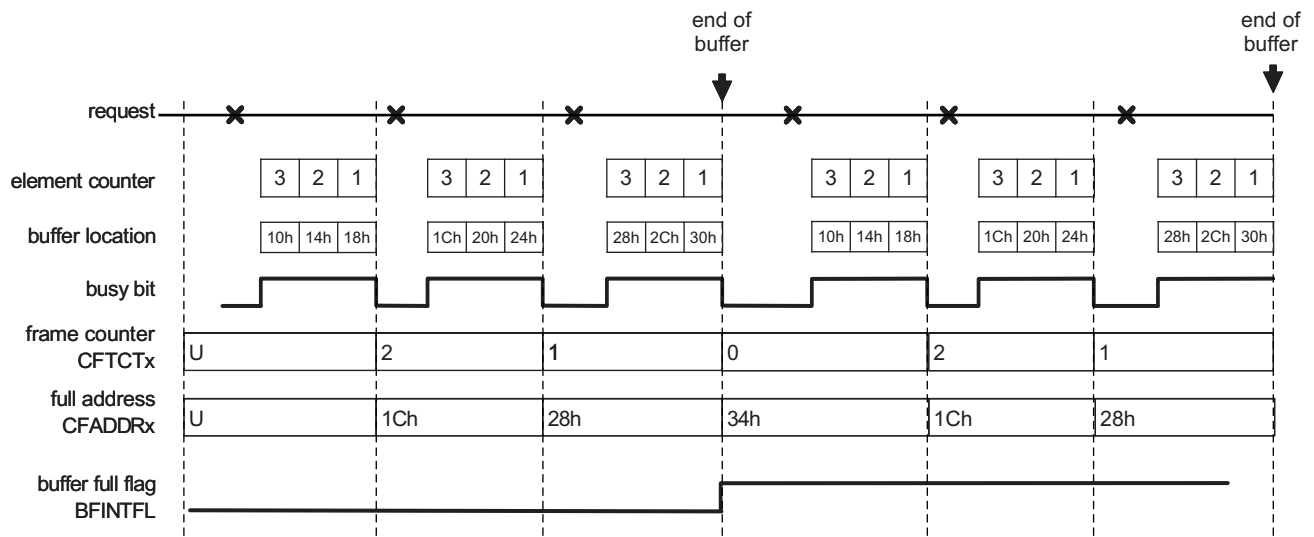 end of
buffer
end of
buffer
request
element counter 3 2 1 3 2 1 3 2 1 3 2 1 3 2 1 3 2 1
buffer location 10h 14h 18h 1Ch 20h 24h 28h 2Ch 30h 10h 14h 18h 1Ch 20h 24h 28h 2Ch 30h
busy bit
frame counter
CFTCTx U 2 1 0 2 1
full address
CFADDRx U 1Ch 28h 34h 1Ch 28h
buffer full flag
BFINTFL